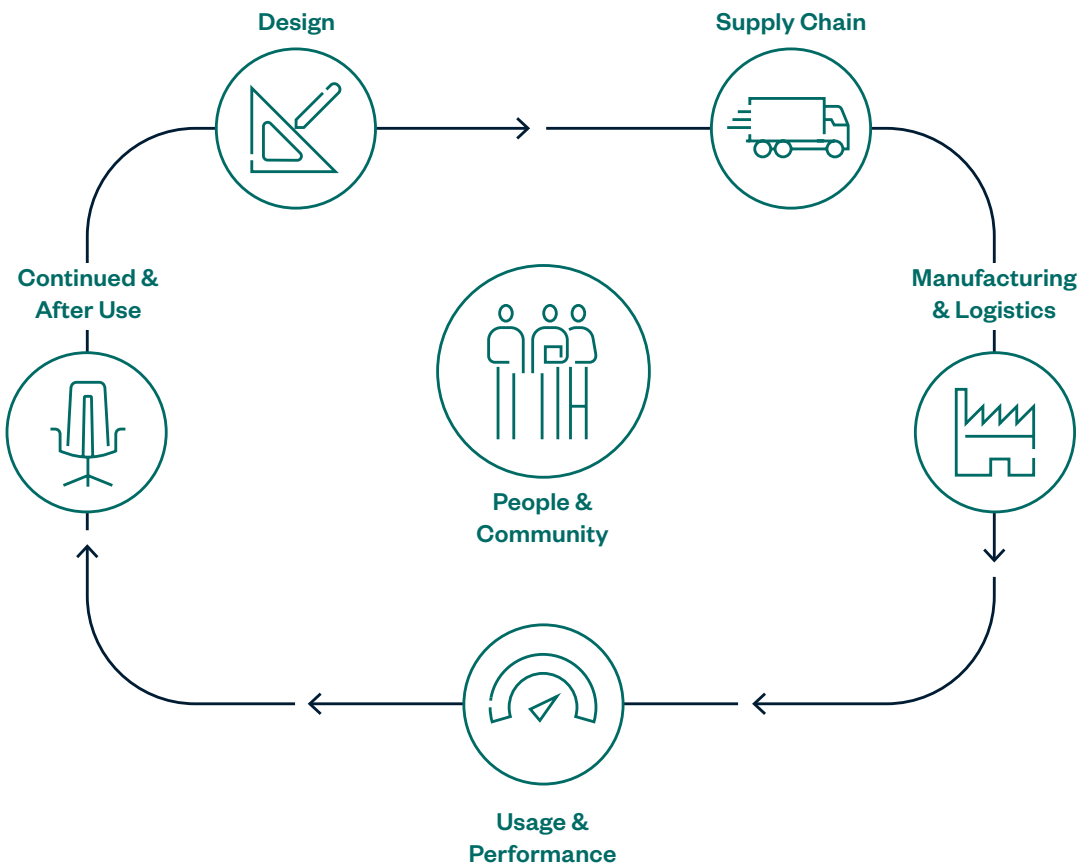 Design
Supply Chain
Continued &
After Use
Manufacturing
& Logistics
People &
Community
Usage &
Performance